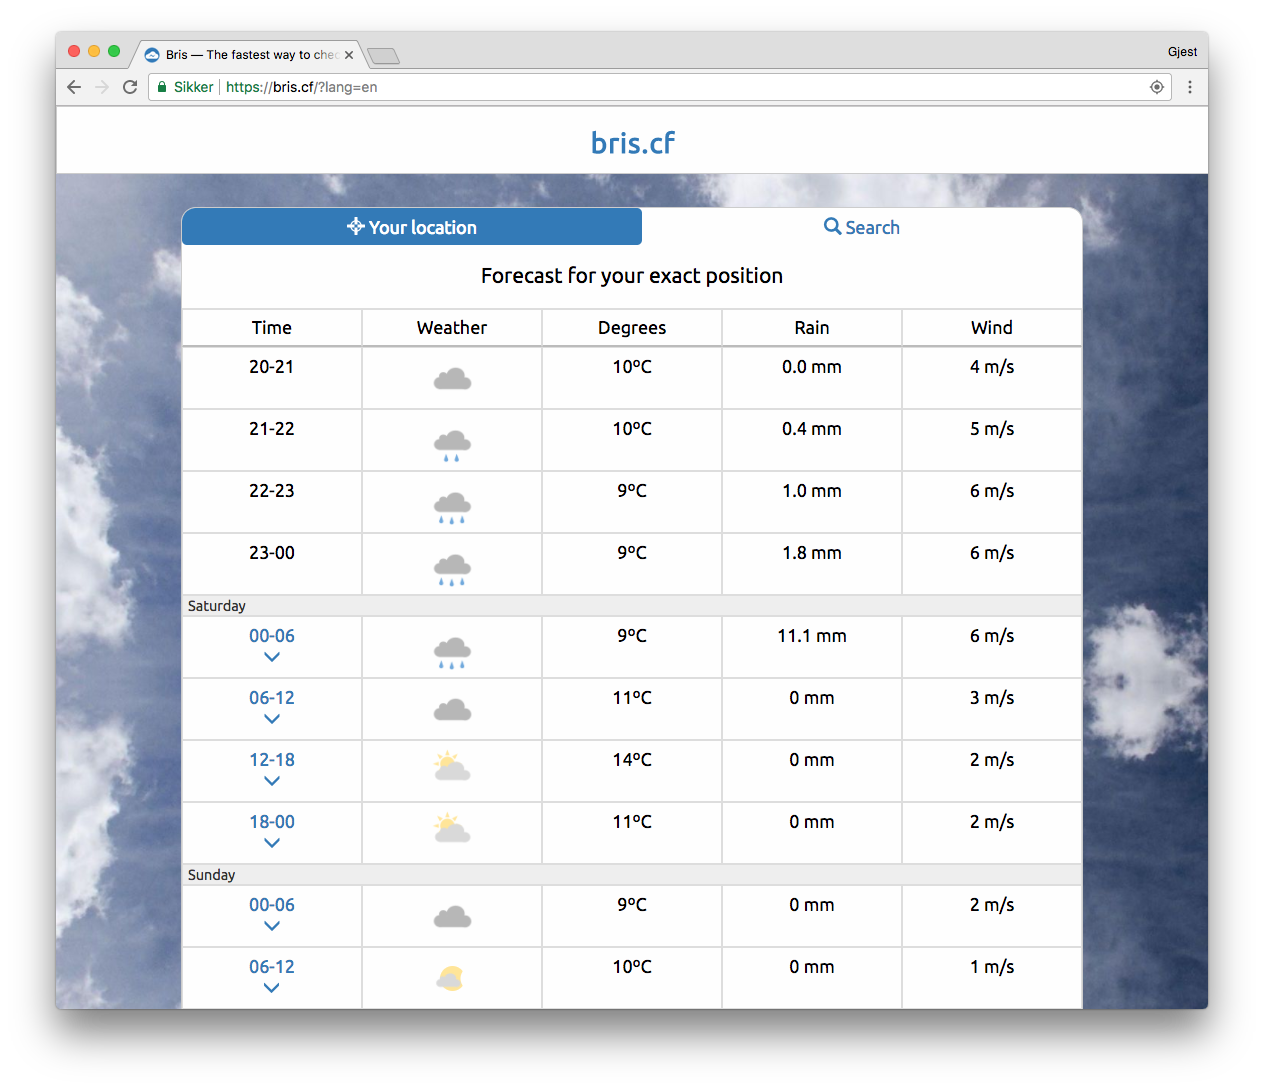 Bris — The fastest way to chec
Gjest
Sikker https://bris.cf/?lang=en
bris.cf
Your location Search
Forecast for your exact position
Time Weather Degrees Rain Wind
20-21 10ºC 0.0 mm 4 m/s
21-22 10ºC 0.4 mm 5 m/s
22-23 9ºC 1.0 mm 6 m/s
23-00 9ºC 1.8 mm 6 m/s
Saturday
00-06 9ºC 11.1 mm 6 m/s
06-12 11ºC 0 mm 3 m/s
12-18 14ºC 0 mm 2 m/s
18-00 11ºC 0 mm 2 m/s
Sunday
00-06 9ºC 0 mm 2 m/s
06-12 10ºC 0 mm 1 m/s